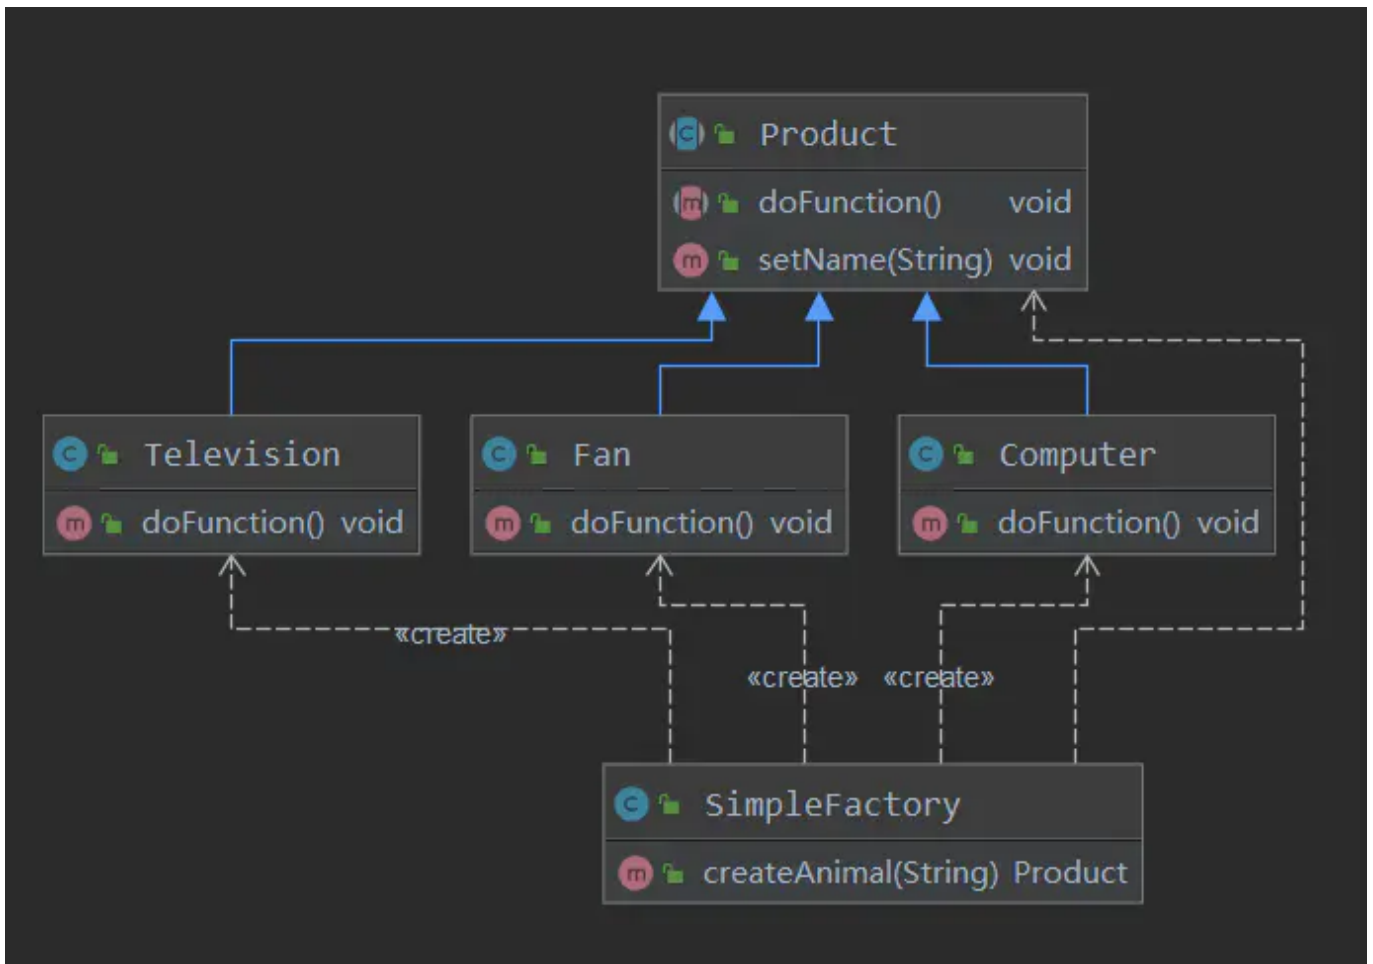 Product
doFunction() void
setName(String) void
Television
doFunction() void
Fan
doFunction() void
Computer
doFunction() void
«create»
«create» «create»
SimpleFactory
createAnimal(String) Product